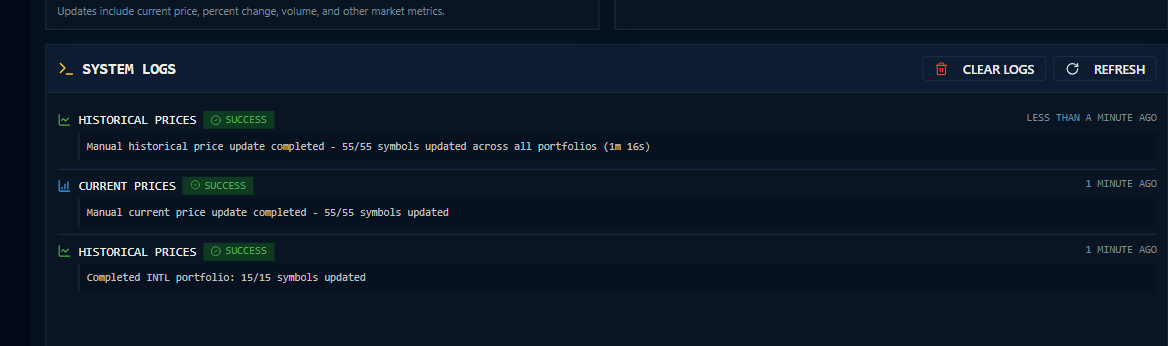 Updates include current price, percent change, volume, and other market metrics.
SYSTEM LOGS
CLEAR LOGS
REFRESH
HISTORICAL PRICES
SUCCESS
LESS THAN A MINUTE AGO
Manual historical price update completed - 55/55 symbols updated across all portfolios (1m 16s)
CURRENT PRICES
SUCCESS
1 MINUTE AGO
Manual current price update completed - 55/55 symbols updated
HISTORICAL PRICES
SUCCESS
1 MINUTE AGO
Completed INTL portfolio: 15/15 symbols updated